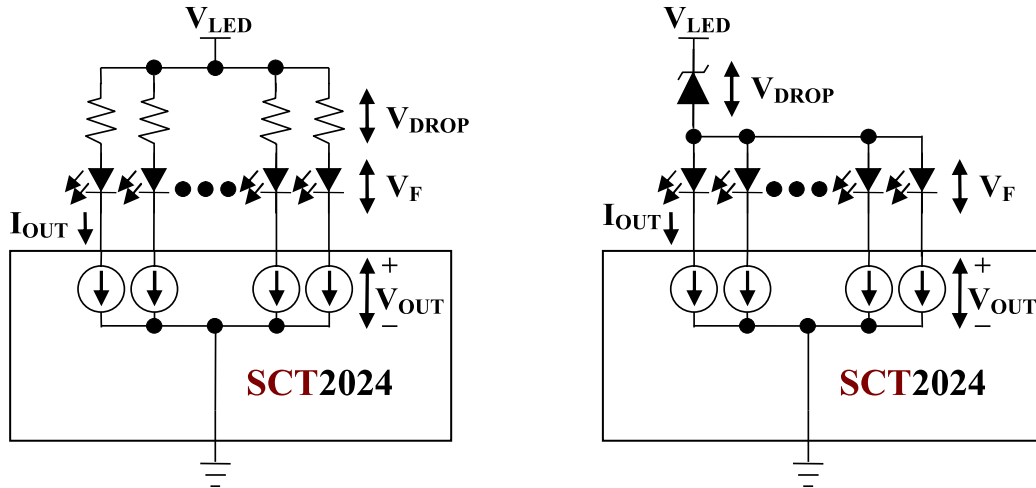 VLED
VDROP
VF
IOUT
+
VOUT
−
SCT2024
VLED
VDROP
VF
IOUT
+
VOUT
−
SCT2024